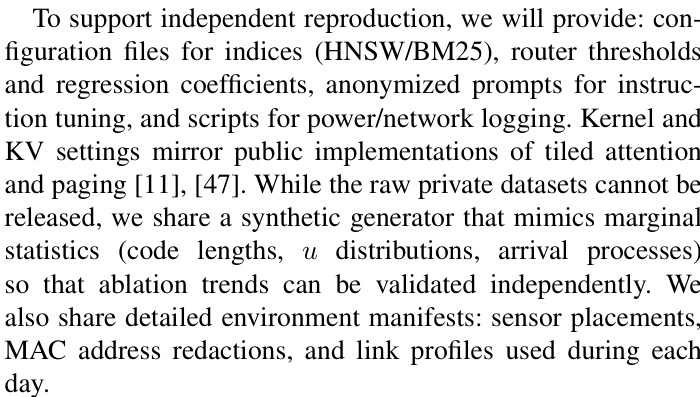 To support independent reproduction, we will provide: con-
figuration files for indices (HNSW/BM25), router thresholds
and regression coefficients, anonymized prompts for instruc-
tion tuning, and scripts for power/network logging. Kernel and
KV settings mirror public implementations of tiled attention
and paging [11], [47]. While the raw private datasets cannot be
released, we share a synthetic generator that mimics marginal
statistics (code lengths, u distributions, arrival processes)
so that ablation trends can be validated independently. We
also share detailed environment manifests: sensor placements,
MAC address redactions, and link profiles used during each
day.